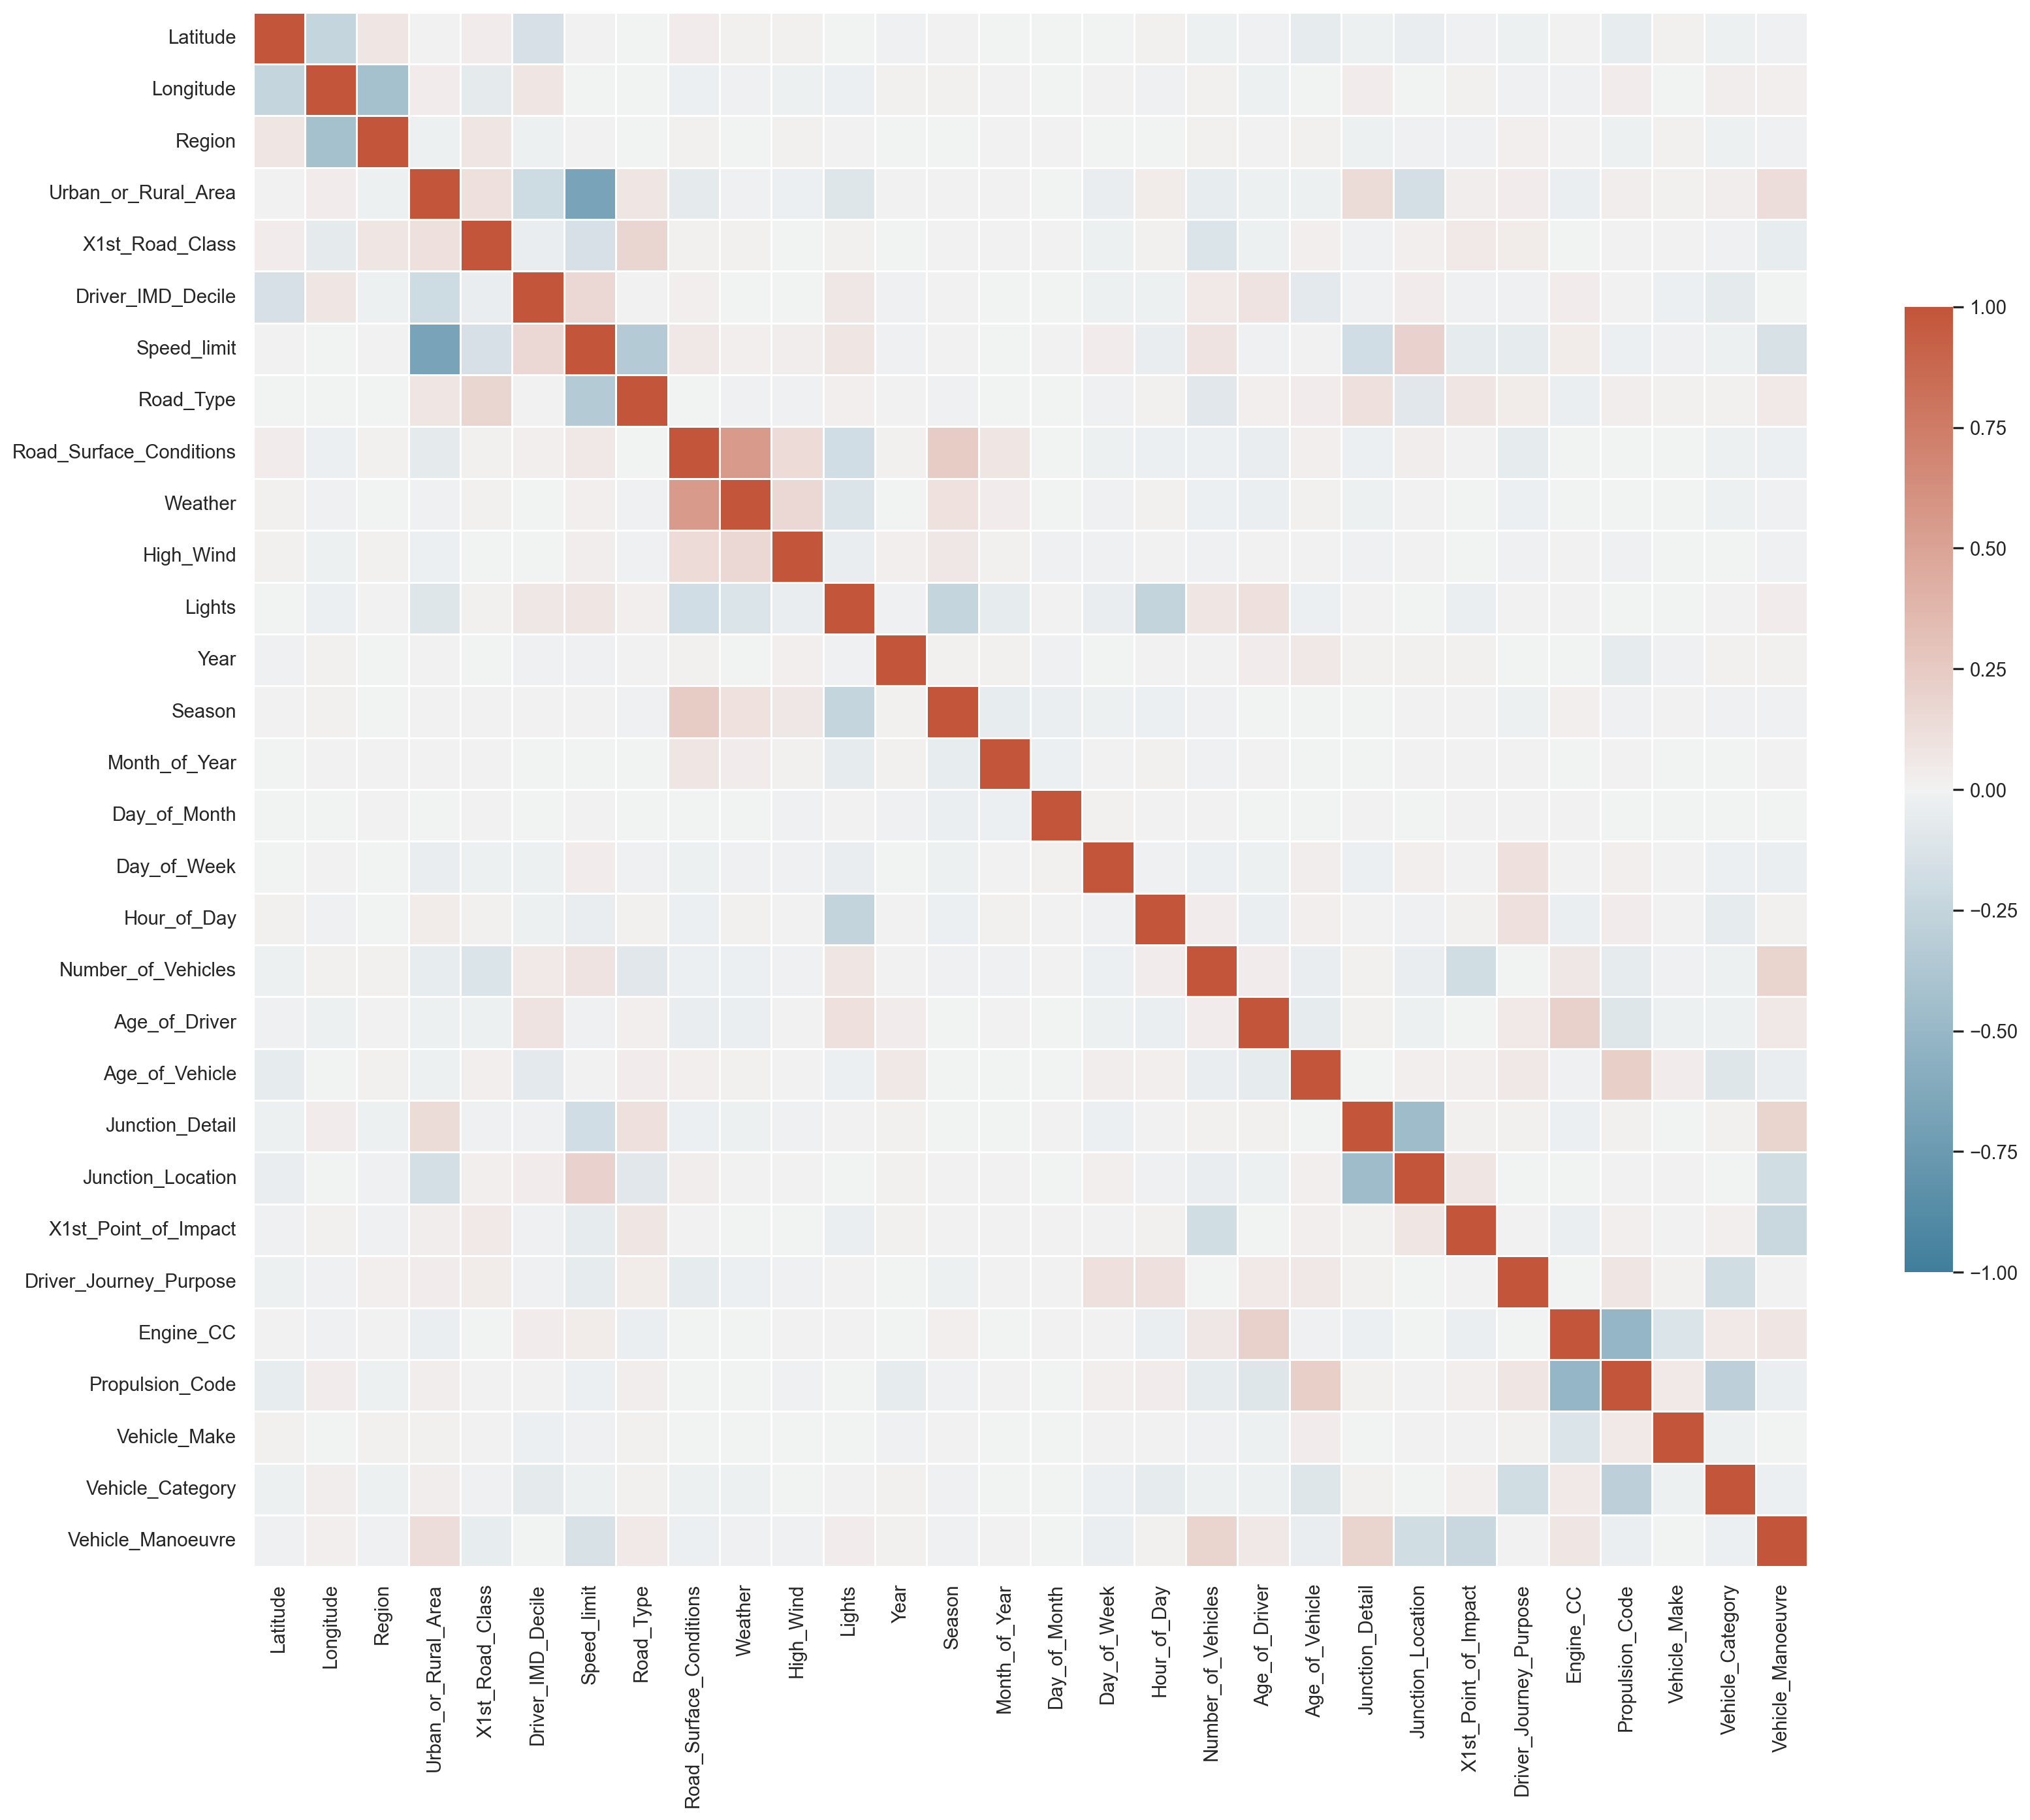 Latitude
Longitude
Region
Urban_or_Rural_Area
X1st_Road_Class
Driver_IMD_Decile
Speed_limit
Road_Type
Road_Surface_Conditions
Weather
High_Wind
Lights
Year
Season
Month_of_Year
Day_of_Month
Day_of_Week
Hour_of_Day
Number_of_Vehicles
Age_of_Driver
Age_of_Vehicle
Junction_Detail
Junction_Location
X1st_Point_of_Impact
Driver_Journey_Purpose
Engine_CC
Propulsion_Code
Vehicle_Make
Vehicle_Category
Vehicle_Manoeuvre
Latitude
Longitude
Region
Urban_or_Rural_Area
X1st_Road_Class
Driver_IMD_Decile
Speed_limit
Road_Type
Road_Surface_Conditions
Weather
High_Wind
Lights
Year
Season
Month_of_Year
Day_of_Month
Day_of_Week
Hour_of_Day
Number_of_Vehicles
Age_of_Driver
Age_of_Vehicle
Junction_Detail
Junction_Location
X1st_Point_of_Impact
Driver_Journey_Purpose
Engine_CC
Propulsion_Code
Vehicle_Make
Vehicle_Category
Vehicle_Manoeuvre
1.00
0.75
0.50
0.25
0.00
−0.25
−0.50
−0.75
−1.00